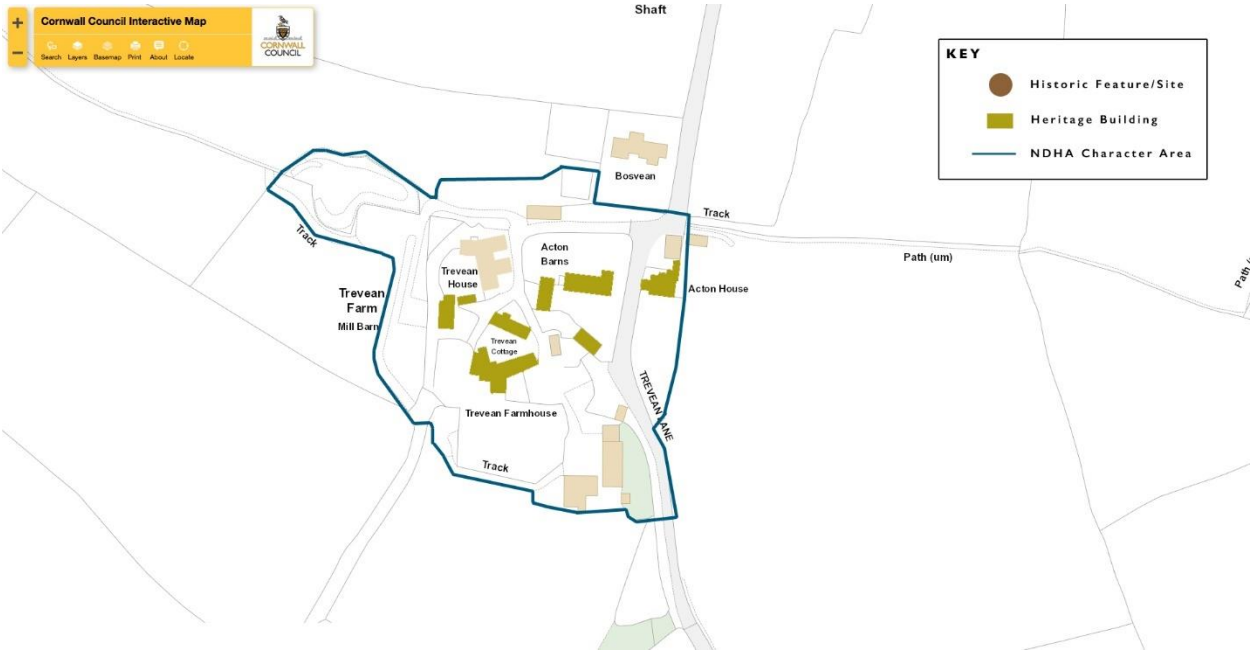 +
−
Cornwall Council Interactive Map
Search Layers Basemap Print About Locate
CORNWALL
COUNCIL
Shaft
KEY
Historic Feature/Site
Heritage Building
NDHA Character Area
Bosvean
Track
Track
Path (um)
Path (
Acton
Barns
Trevean
House
Acton House
Trevean
Farm
Mill Barn
Trevean
Cottage
TREVEAN LANE
Trevean Farmhouse
Track